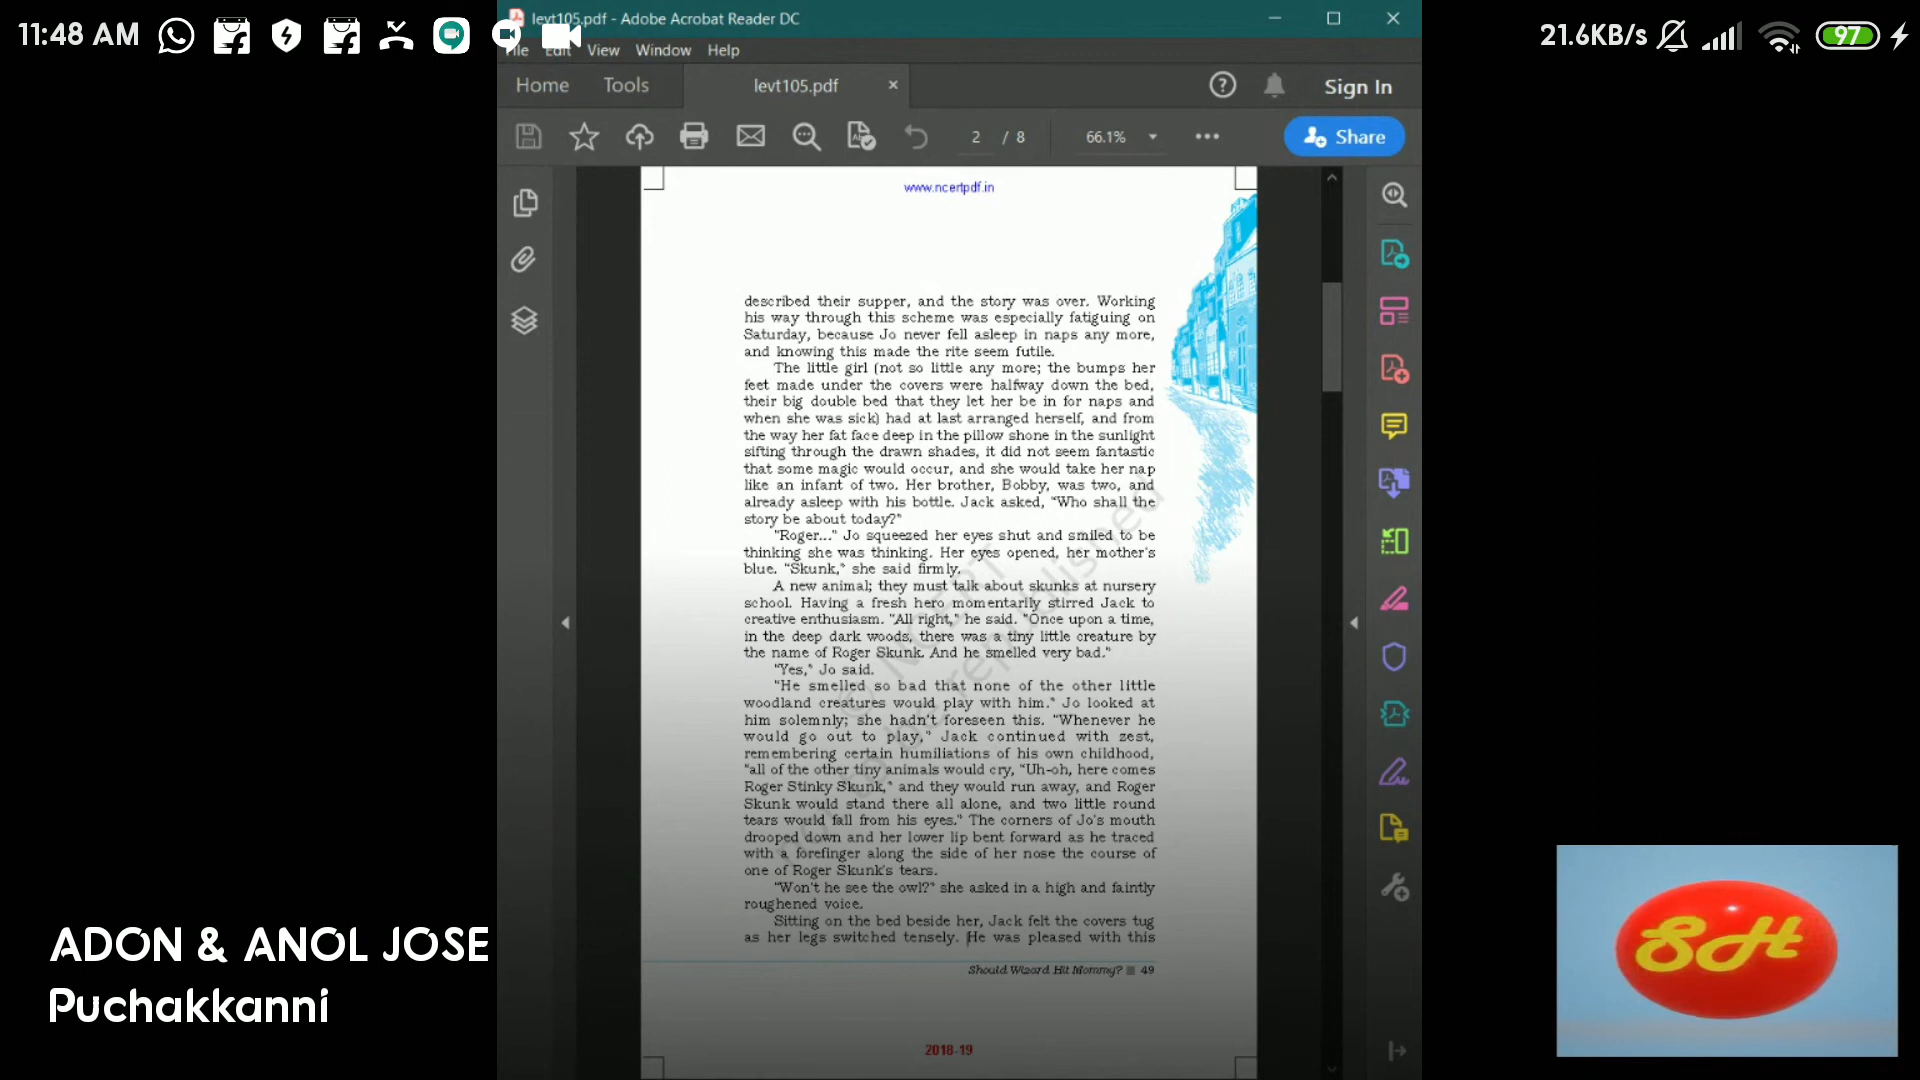 11:48 AM
21.6KB/s
97
levt105.pdf - Adobe Acrobat Reader DC
File Edit View Window Help
Home Tools levt105.pdf Sign In
2 / 8 66.1% Share
www.ncertpdf.in
described their supper, and the story was over. Working
his way through this scheme was especially fatiguing on
Saturday, because Jo never fell asleep in naps any more,
and knowing this made the rite seem futile.
The little girl (not so little any more; the bumps her
feet made under the covers were halfway down the bed,
their big double bed that they let her be in for naps and
when she was sick) had at last arranged herself, and from
the way her fat face deep in the pillow shone in the sunlight
sifting through the drawn shades, it did not seem fantastic
that some magic would occur, and she would take her nap
like an infant of two. Her brother, Bobby, was two, and
already asleep with his bottle. Jack asked, "Who shall the
story be about today?"
"Roger..." Jo squeezed her eyes shut and smiled to be
thinking she was thinking. Her eyes opened, her mother's
blue. "Skunk," she said firmly.
A new animal; they must talk about skunks at nursery
school. Having a fresh hero momentarily stirred Jack to
creative enthusiasm. "All right," he said. "Once upon a time,
in the deep dark woods, there was a tiny little creature by
the name of Roger Skunk. And he smelled very bad."
"Yes," Jo said.
"He smelled so bad that none of the other little
woodland creatures would play with him." Jo looked at
him solemnly; she hadn't foreseen this. "Whenever he
would go out to play," Jack continued with zest,
remembering certain humiliations of his own childhood,
"all of the other tiny animals would cry, "Uh-oh, here comes
Roger Stinky Skunk," and they would run away, and Roger
Skunk would stand there all alone, and two little round
tears would fall from his eyes." The corners of Jo's mouth
drooped down and her lower lip bent forward as he traced
with a forefinger along the side of her nose the course of
one of Roger Skunk's tears.
"Won't he see the owl?" she asked in a high and faintly
roughened voice.
Sitting on the bed beside her, Jack felt the covers tug
as her legs switched tensely. He was pleased with this
Should Wizard Hit Mommy? 49
2018-19
© NCERT
not to be republished
ADON & ANOL JOSE
Puchakkanni
SH